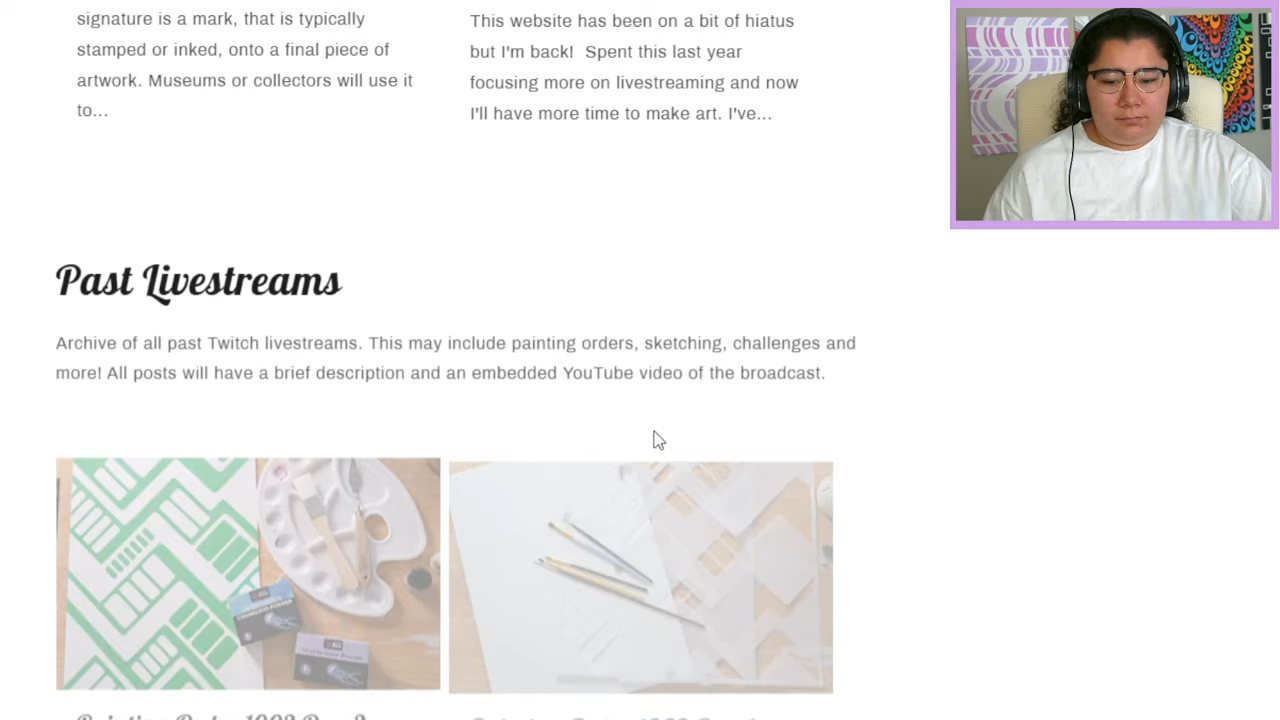 signature is a mark, that is typically
stamped or inked, onto a final piece of
artwork. Museums or collectors will use it
to...
This website has been on a bit of hiatus
but I'm back!  Spent this last year
focusing more on livestreaming and now
I'll have more time to make art. I've...
Past Livestreams
Archive of all past Twitch livestreams. This may include painting orders, sketching, challenges and
more! All posts will have a brief description and an embedded YouTube video of the broadcast.